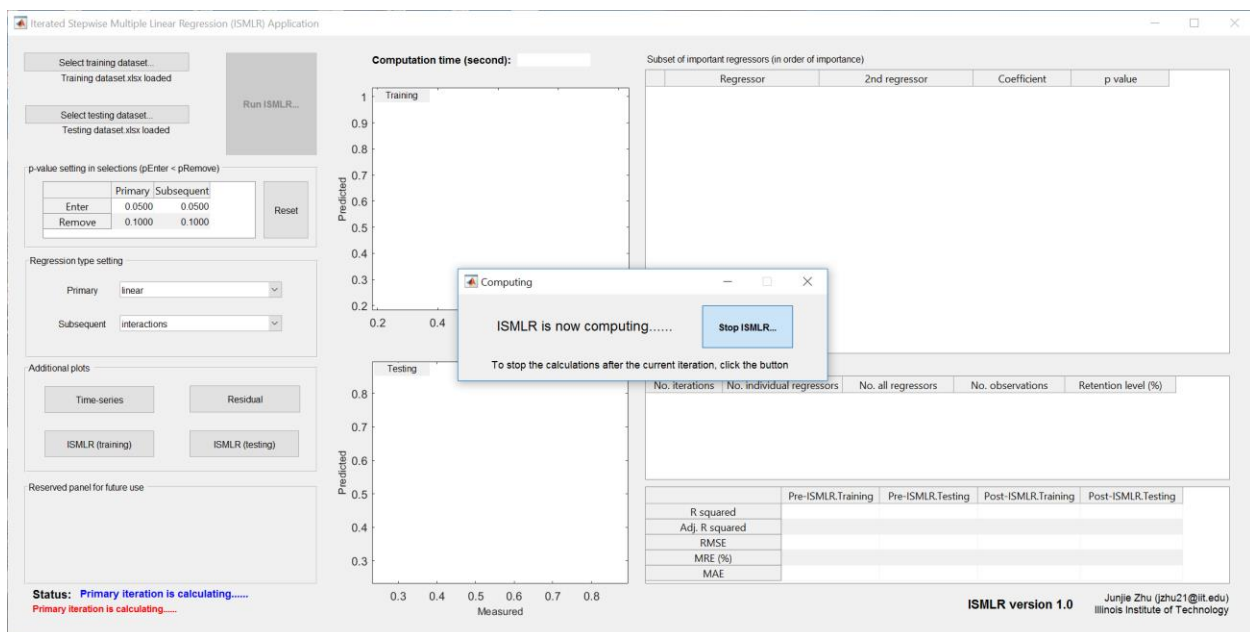 Iterated Stepwise Multiple Linear Regression (ISMLR) Application
Select training dataset...
Training dataset.xlsx loaded
Select testing dataset...
Testing dataset.xlsx loaded
Run ISMLR...
p-value setting in selections (pEnter < pRemove)
Primary Subsequent
Enter 0.0500 0.0500
Remove 0.1000 0.1000
Reset
Regression type setting
Primary linear
Subsequent interactions
Additional plots
Time-series Residual
ISMLR (training) ISMLR (testing)
Reserved panel for future use
Status: Primary iteration is calculating......
Primary iteration is calculating......
Computation time (second):
Training
1
0.9
0.8
0.7
0.6
0.5
0.4
0.3
0.2
Predicted
0.2 0.4
Testing
0.8
0.7
0.6
0.5
0.4
0.3
Predicted
0.3 0.4 0.5 0.6 0.7 0.8
Measured
Computing
ISMLR is now computing......
Stop ISMLR...
To stop the calculations after the current iteration, click the button
Subset of important regressors (in order of importance)
Regressor 2nd regressor Coefficient p value
No. iterations No. individual regressors No. all regressors No. observations Retention level (%)
Pre-ISMLR.Training Pre-ISMLR.Testing Post-ISMLR.Training Post-ISMLR.Testing
R squared
Adj. R squared
RMSE
MRE (%)
MAE
ISMLR version 1.0
Junjie Zhu (jzhu21@iit.edu)
Illinois Institute of Technology